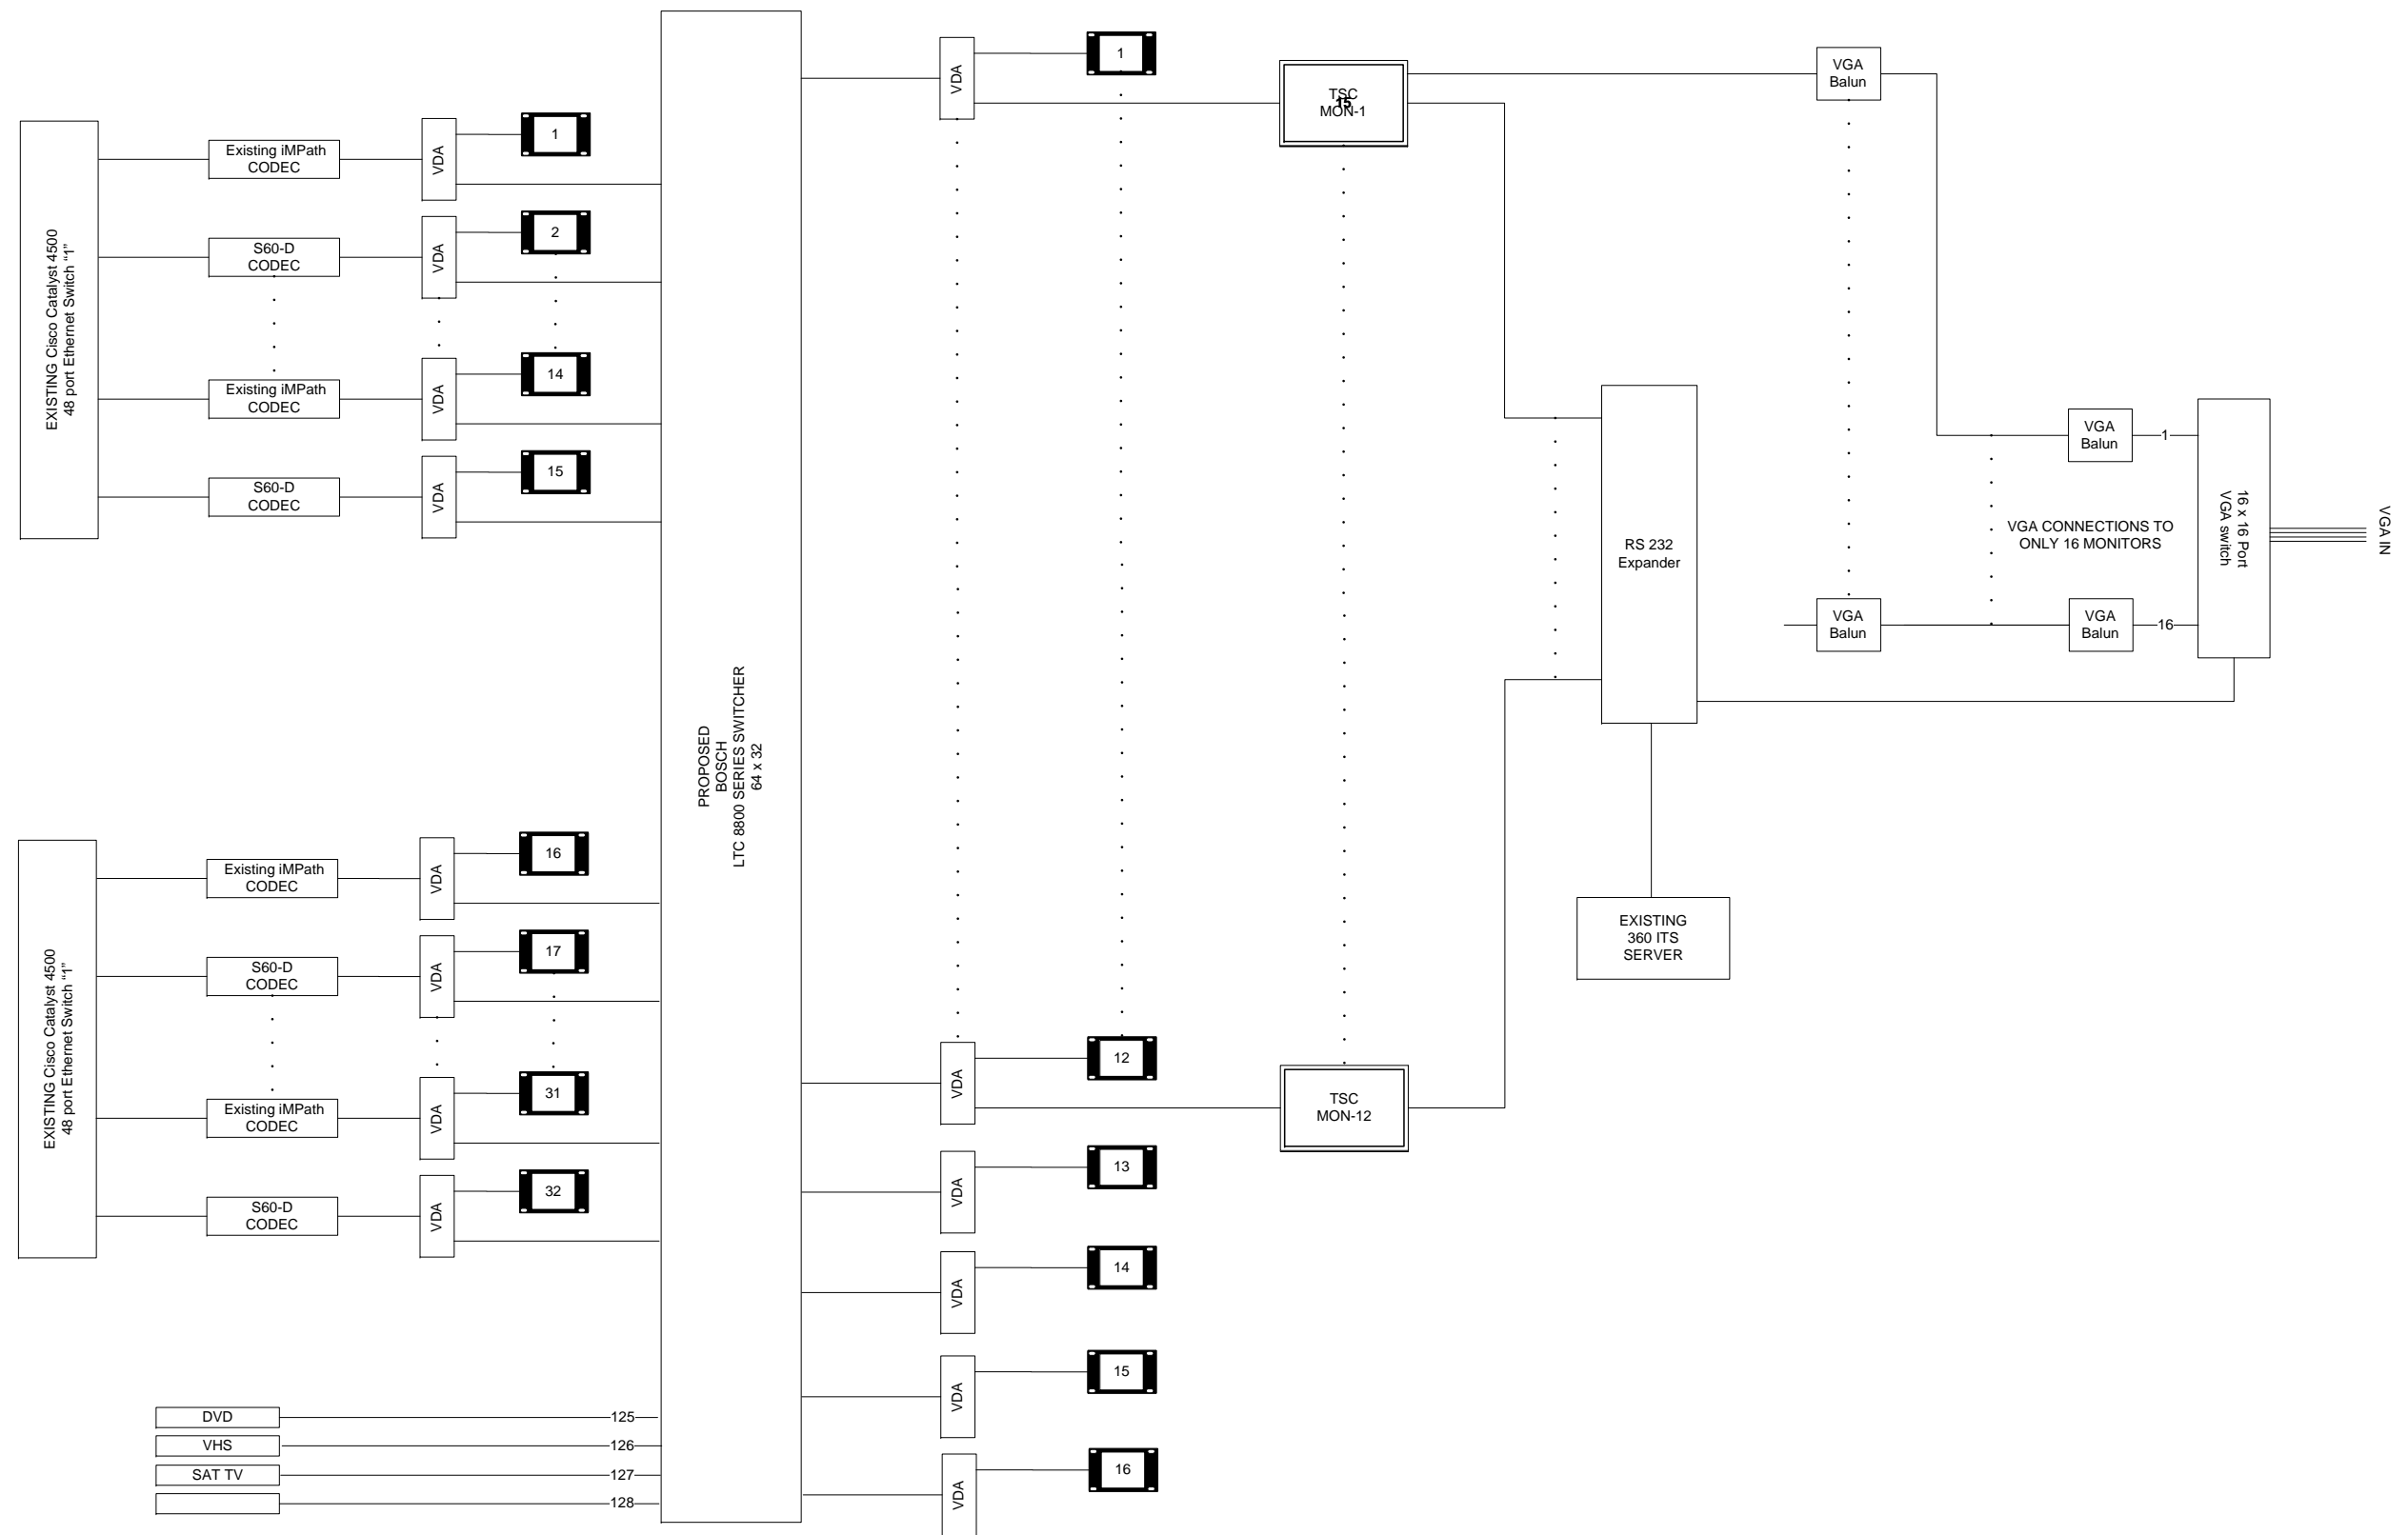 EXISTING Cisco Catalyst 4500
48 port Ethernet Switch “1”
Existing iMPath
CODEC
VDA
1
S60-D
CODEC
VDA
2
Existing iMPath
CODEC
VDA
14
S60-D
CODEC
VDA
15
EXISTING Cisco Catalyst 4500
48 port Ethernet Switch “1”
Existing iMPath
CODEC
VDA
16
S60-D
CODEC
VDA
17
Existing iMPath
CODEC
VDA
31
S60-D
CODEC
VDA
32
DVD
125
VHS
126
SAT TV
127
128
PROPOSED
BOSCH
LTC 8800 SERIES SWITCHER
64 x 32
VDA
1
VDA
12
VDA
13
VDA
14
VDA
15
VDA
16
TSC
15
MON-1
TSC
MON-12
RS 232
Expander
EXISTING
360 ITS
SERVER
VGA
Balun
VGA
Balun
VGA
Balun
1
VGA CONNECTIONS TO
ONLY 16 MONITORS
VGA
Balun
16
16 x 16 Port
VGA switch
VGA IN